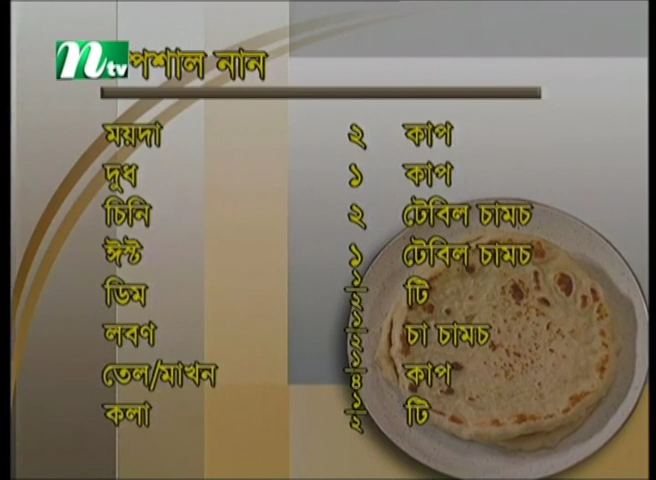 ntv
পেশাল নান
ময়দা ২ কাপ
দুধ ১ কাপ
চিনি ২ টেবিল চামচ
ঈস্ট ১ টেবিল চামচ
ডিম ১/২ টি
লবণ ১/২ চা চামচ
তেল/মাখন ১/৪ কাপ
কলা ১/২ টি